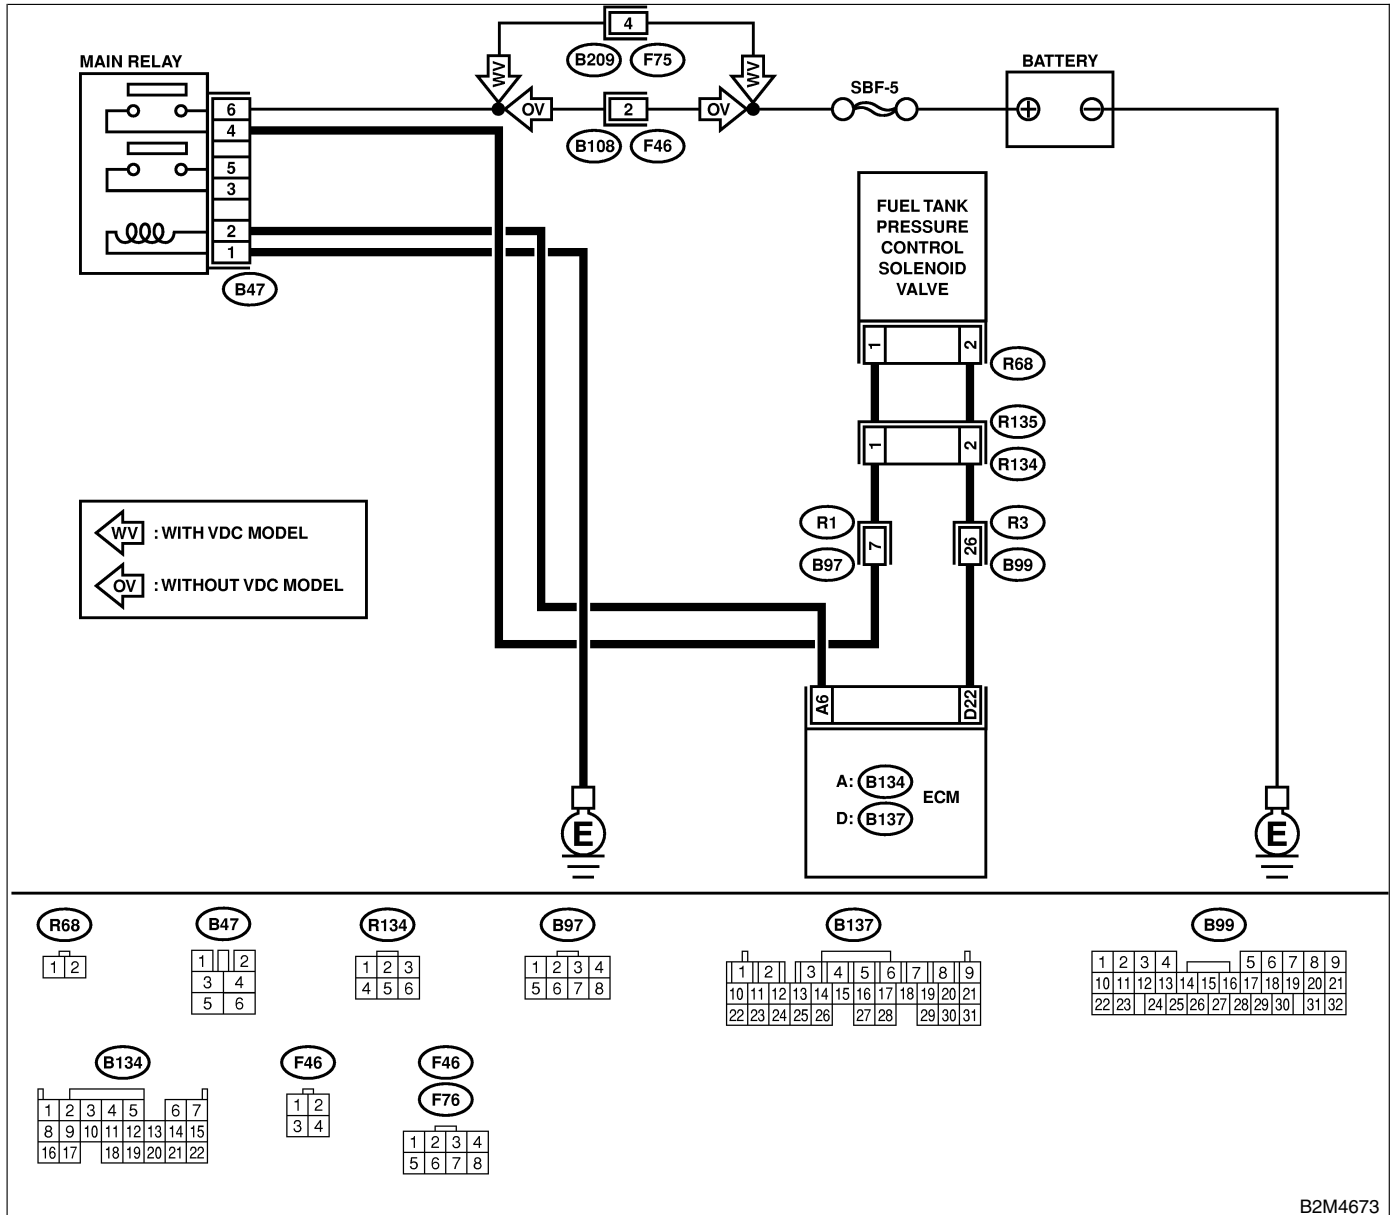 4
B209 F75
MAIN RELAY
WV WV
SBF-5
BATTERY
6
OV 2 OV
+ −
4
B108 F46
5
3
2
1
B47
FUEL TANK
PRESSURE
CONTROL
SOLENOID
VALVE
1 2
R68
R135
1 2
R134
R1 R3
7 26
B97 B99
WV : WITH VDC MODEL
OV : WITHOUT VDC MODEL
A6 D22
A: B134
ECM
D: B137
E E
R68 B47 R134 B97 B137 B99
1 2
1 2
3 4
5 6
1 2 3
4 5 6
1 2 3 4
5 6 7 8
1 2 3 4 5 6 7 8 9
10 11 12 13 14 15 16 17 18 19 20 21
22 23 24 25 26 27 28 29 30 31
1 2 3 4 5 6 7 8 9
10 11 12 13 14 15 16 17 18 19 20 21
22 23 24 25 26 27 28 29 30 31 32
B134 F46 F46
F76
1 2 3 4 5 6 7
8 9 10 11 12 13 14 15
16 17 18 19 20 21 22
1 2
3 4
1 2 3 4
5 6 7 8
B2M4673